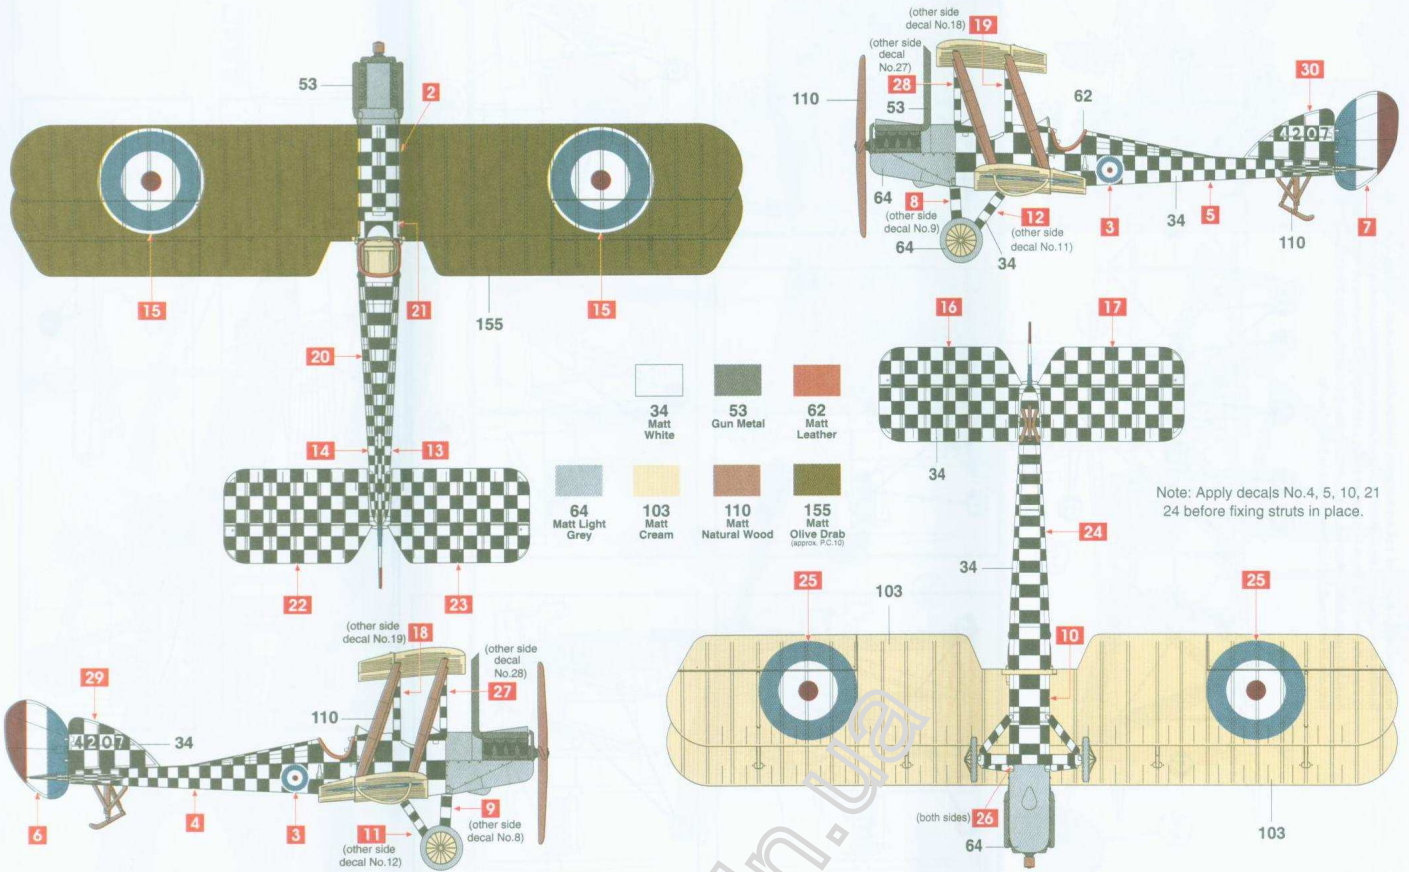 53
2
15
15
21
155
20
14
13
22
23
(other side
decal No.18)
19
(other side
decal
No.27)
28
53
110
62
30
4207
64
8
(other side
decal No.9)
64
12
(other side
decal No.11)
34
3
34
5
110
7
34
Matt
White
53
Gun Metal
62
Matt
Leather
64
Matt Light
Grey
103
Matt
Cream
110
Matt
Natural Wood
155
Matt
Olive Drab
(approx. P.C.10)
16
17
34
Note: Apply decals No.4, 5, 10, 21
24 before fixing struts in place.
24
34
25
103
25
10
(both sides)
26
64
103
(other side
decal No.19)
18
(other side
decal
No.28)
27
29
110
4207
34
6
4
3
11
(other side
decal No.12)
9
(other side
decal No.8)